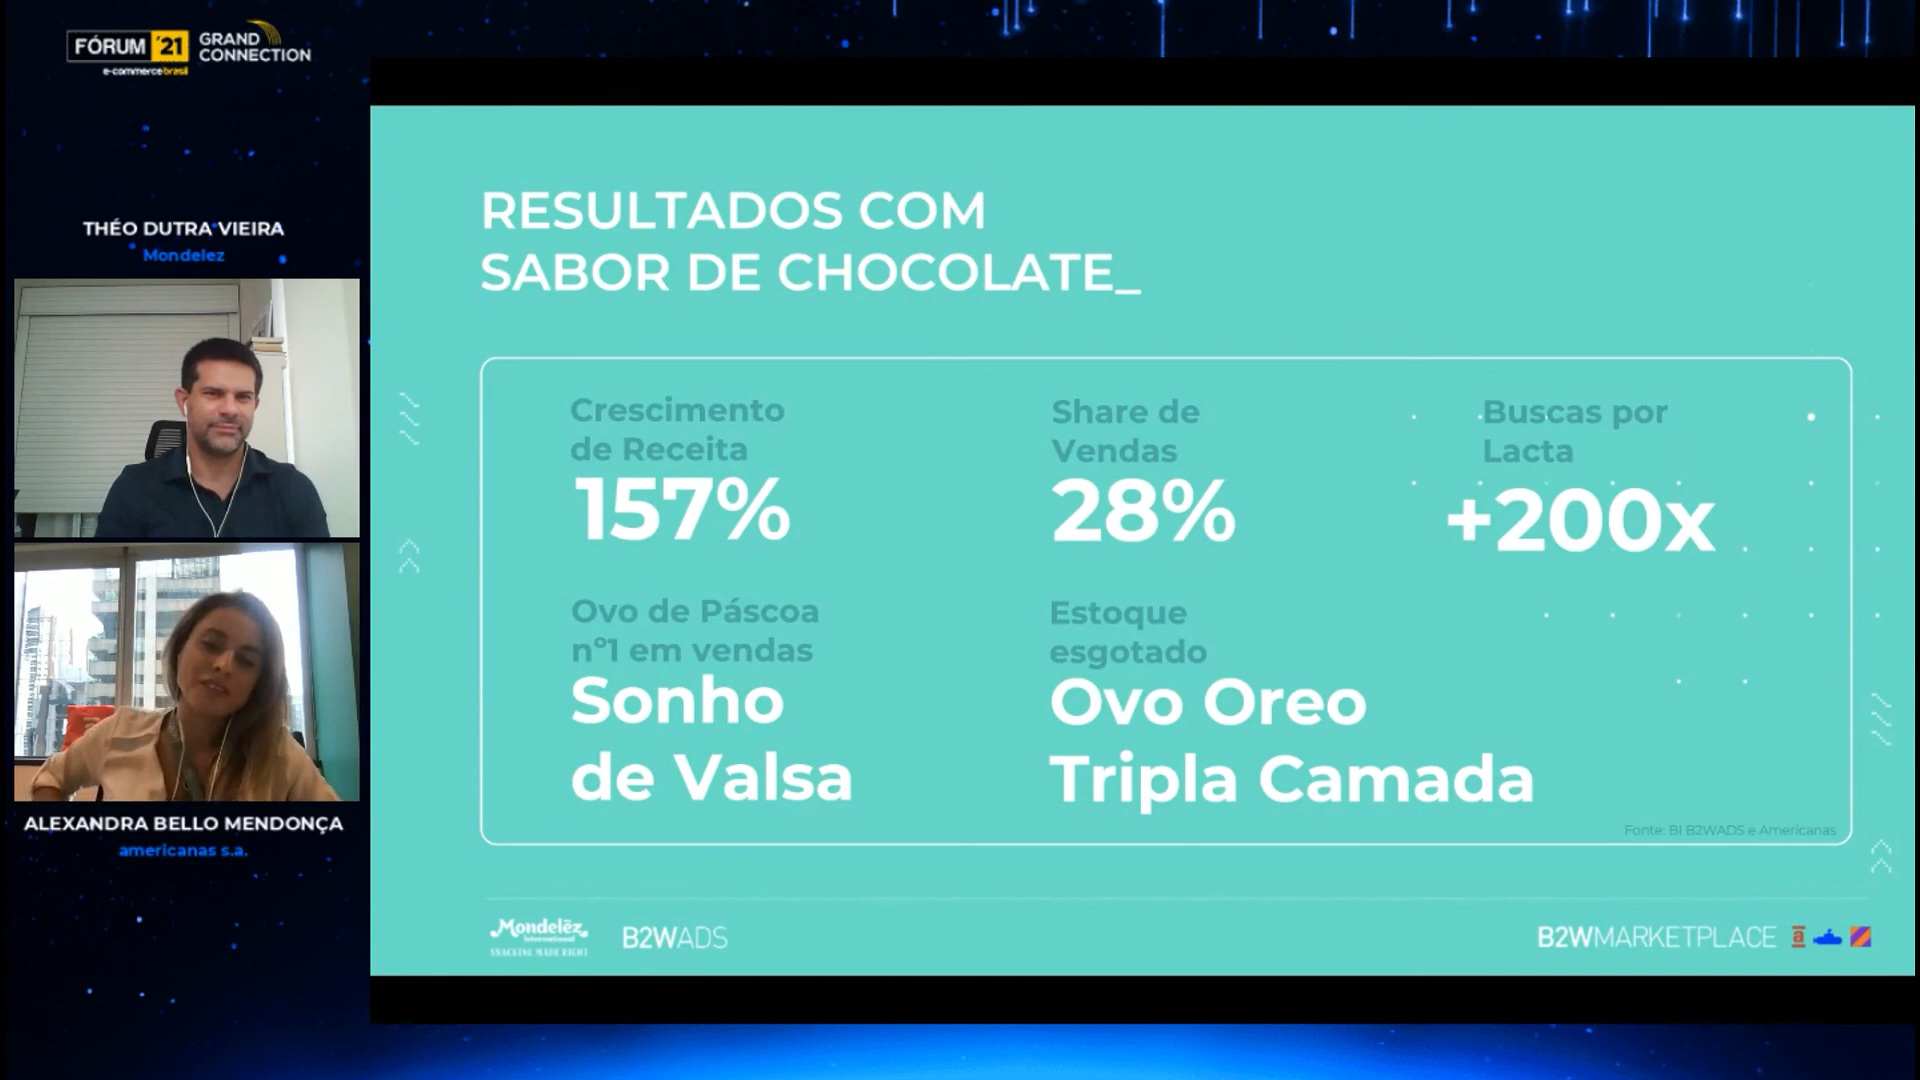 FÓRUM '21 GRAND CONNECTION
e-commercebrasil
THÉO DUTRA VIEIRA
Mondelez
ALEXANDRA BELLO MENDONÇA
americanas s.a.
RESULTADOS COM
SABOR DE CHOCOLATE_
Crescimento
de Receita
157%
Share de
Vendas
28%
Buscas por
Lacta
+200x
Ovo de Páscoa
nº1 em vendas
Sonho
de Valsa
Estoque
esgotado
Ovo Oreo
Tripla Camada
Fonte: BI B2WADS e Americanas
Mondelēz
International
SNACKING MADE RIGHT
B2WADS
B2WMARKETPLACE
a